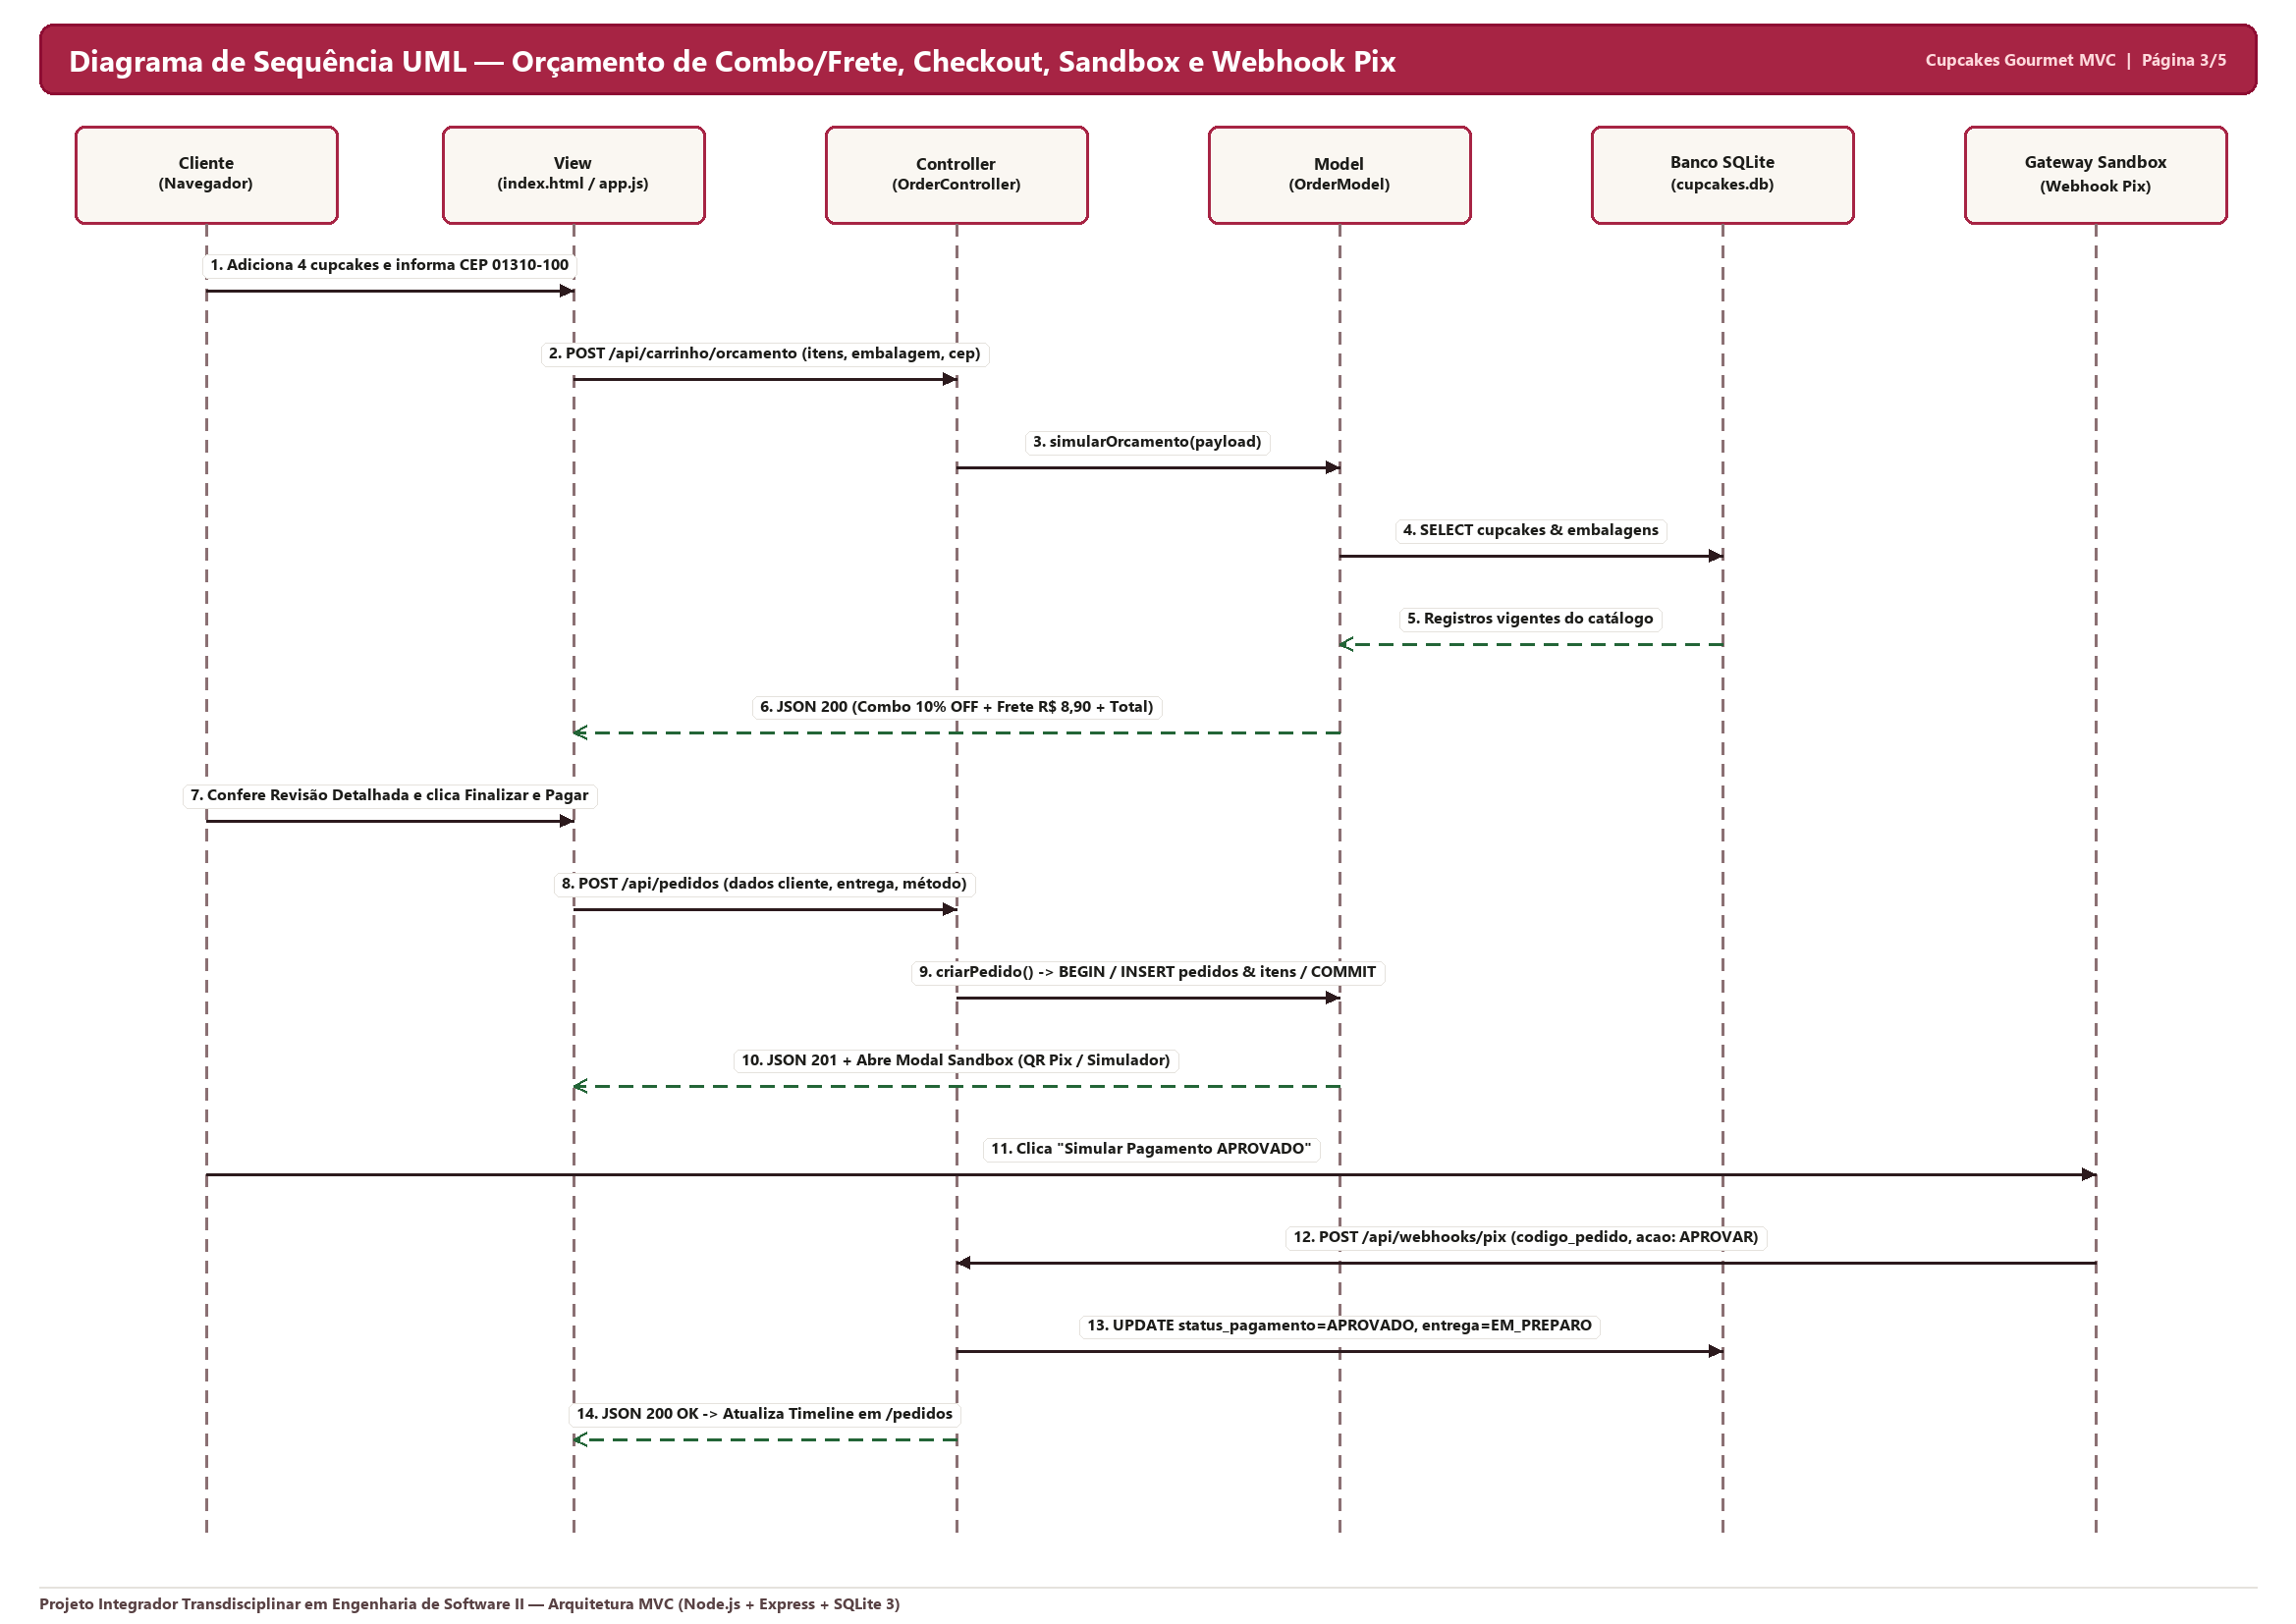 Diagrama de Sequência UML — Orçamento de Combo/Frete, Checkout, Sandbox e Webhook Pix
Cupcakes Gourmet MVC | Página 3/5
Cliente
(Navegador)
View
(index.html / app.js)
Controller
(OrderController)
Model
(OrderModel)
Banco SQLite
(cupcakes.db)
Gateway Sandbox
(Webhook Pix)
1. Adiciona 4 cupcakes e informa CEP 01310-100
2. POST /api/carrinho/orcamento (itens, embalagem, cep)
3. simularOrcamento(payload)
4. SELECT cupcakes & embalagens
5. Registros vigentes do catálogo
6. JSON 200 (Combo 10% OFF + Frete R$ 8,90 + Total)
7. Confere Revisão Detalhada e clica Finalizar e Pagar
8. POST /api/pedidos (dados cliente, entrega, método)
9. criarPedido() -> BEGIN / INSERT pedidos & itens / COMMIT
10. JSON 201 + Abre Modal Sandbox (QR Pix / Simulador)
11. Clica "Simular Pagamento APROVADO"
12. POST /api/webhooks/pix (codigo_pedido, acao: APROVAR)
13. UPDATE status_pagamento=APROVADO, entrega=EM_PREPARO
14. JSON 200 OK -> Atualiza Timeline em /pedidos
Projeto Integrador Transdisciplinar em Engenharia de Software II — Arquitetura MVC (Node.js + Express + SQLite 3)